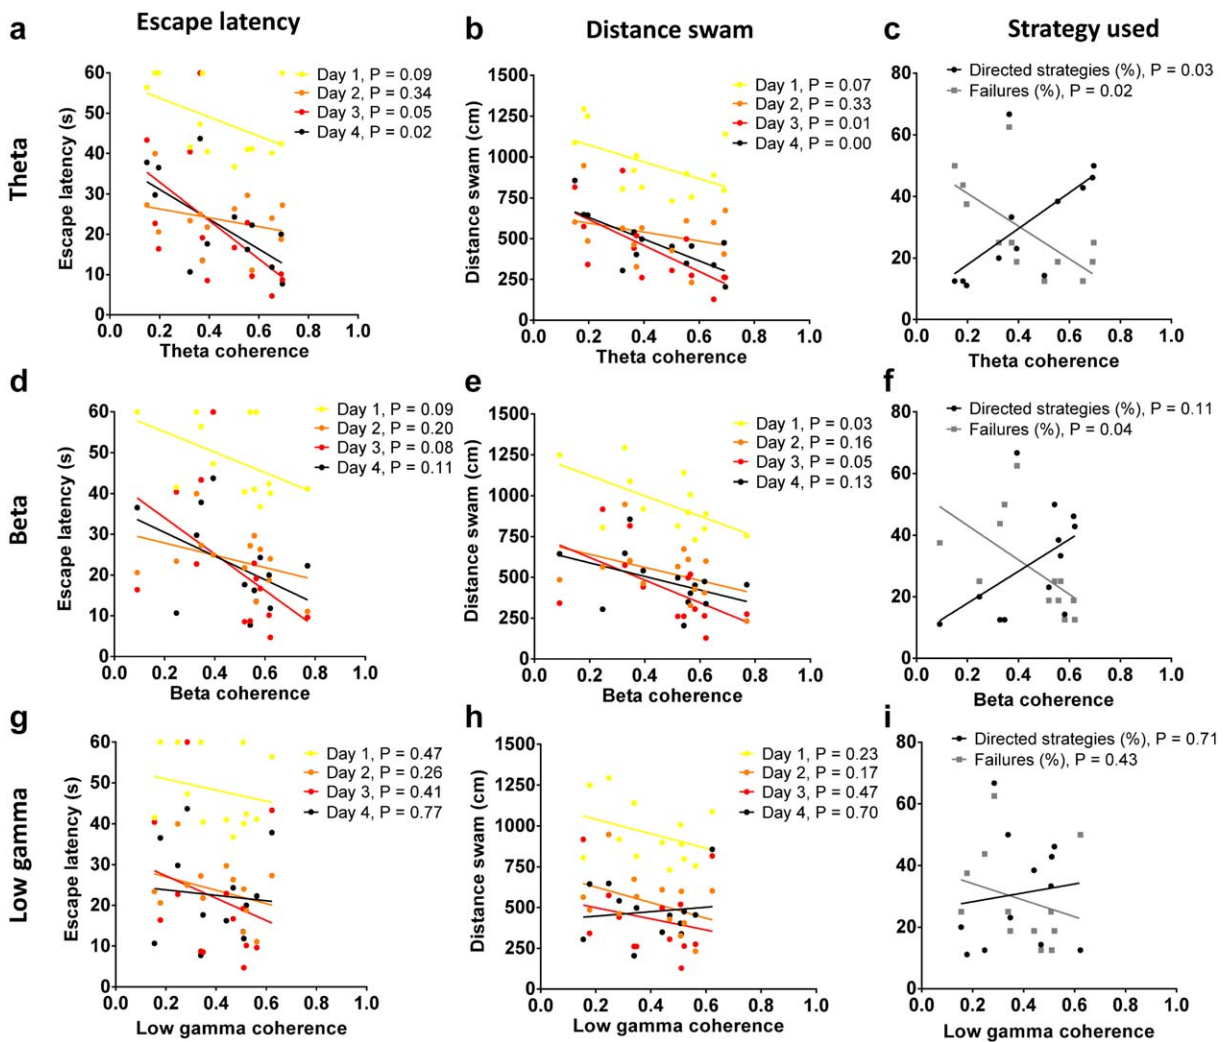 Escape latency
Distance swam
Strategy used
a
b
c
Theta
Escape latency (s)
60
50
40
30
20
10
0
0.0 0.2 0.4 0.6 0.8 1.0
Theta coherence
Day 1, P = 0.09
Day 2, P = 0.34
Day 3, P = 0.05
Day 4, P = 0.02
Distance swam (cm)
1500
1250
1000
750
500
250
0
0.0 0.2 0.4 0.6 0.8 1.0
Theta coherence
Day 1, P = 0.07
Day 2, P = 0.33
Day 3, P = 0.01
Day 4, P = 0.00
80
60
40
20
0
0.0 0.2 0.4 0.6 0.8 1.0
Theta coherence
Directed strategies (%), P = 0.03
Failures (%), P = 0.02
d
e
f
Beta
Escape latency (s)
60
50
40
30
20
10
0
0.0 0.2 0.4 0.6 0.8 1.0
Beta coherence
Day 1, P = 0.09
Day 2, P = 0.20
Day 3, P = 0.08
Day 4, P = 0.11
Distance swam (cm)
1500
1250
1000
750
500
250
0
0.0 0.2 0.4 0.6 0.8 1.0
Beta coherence
Day 1, P = 0.03
Day 2, P = 0.16
Day 3, P = 0.05
Day 4, P = 0.13
80
60
40
20
0
0.0 0.2 0.4 0.6 0.8 1.0
Beta coherence
Directed strategies (%), P = 0.11
Failures (%), P = 0.04
g
h
i
Low gamma
Escape latency (s)
60
50
40
30
20
10
0
0.0 0.2 0.4 0.6 0.8 1.0
Low gamma coherence
Day 1, P = 0.47
Day 2, P = 0.26
Day 3, P = 0.41
Day 4, P = 0.77
Distance swam (cm)
1500
1250
1000
750
500
250
0
0.0 0.2 0.4 0.6 0.8 1.0
Low gamma coherence
Day 1, P = 0.23
Day 2, P = 0.17
Day 3, P = 0.47
Day 4, P = 0.70
80
60
40
20
0
0.0 0.2 0.4 0.6 0.8 1.0
Low gamma coherence
Directed strategies (%), P = 0.71
Failures (%), P = 0.43